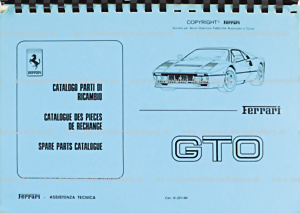 COPYRIGHT© Ferrari
Ferrari
CATALOGO PARTI DI
RICAMBIO
CATALOGUE DES PIECES
DE RECHANGE
SPARE PARTS CATALOGUE
Ferrari
GTO
Ferrari - ASSISTENZA TECNICA